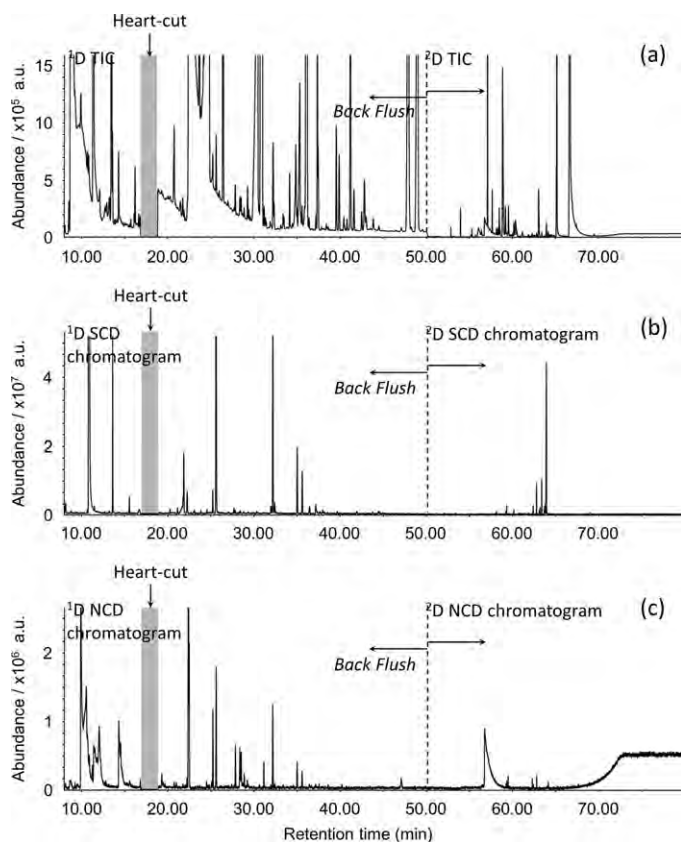 Heart-cut
(a)
¹D TIC
²D TIC
Back Flush
Abundance / x10⁵ a.u.
15
10
5
0
10.00 20.00 30.00 40.00 50.00 60.00 70.00
Heart-cut
(b)
¹D SCD
chromatogram
²D SCD chromatogram
Back Flush
Abundance / x10⁷ a.u.
4
2
0
10.00 20.00 30.00 40.00 50.00 60.00 70.00
Heart-cut
(c)
¹D NCD
chromatogram
²D NCD chromatogram
Back Flush
Abundance / x10⁶ a.u.
2
1
0
10.00 20.00 30.00 40.00 50.00 60.00 70.00
Retention time (min)